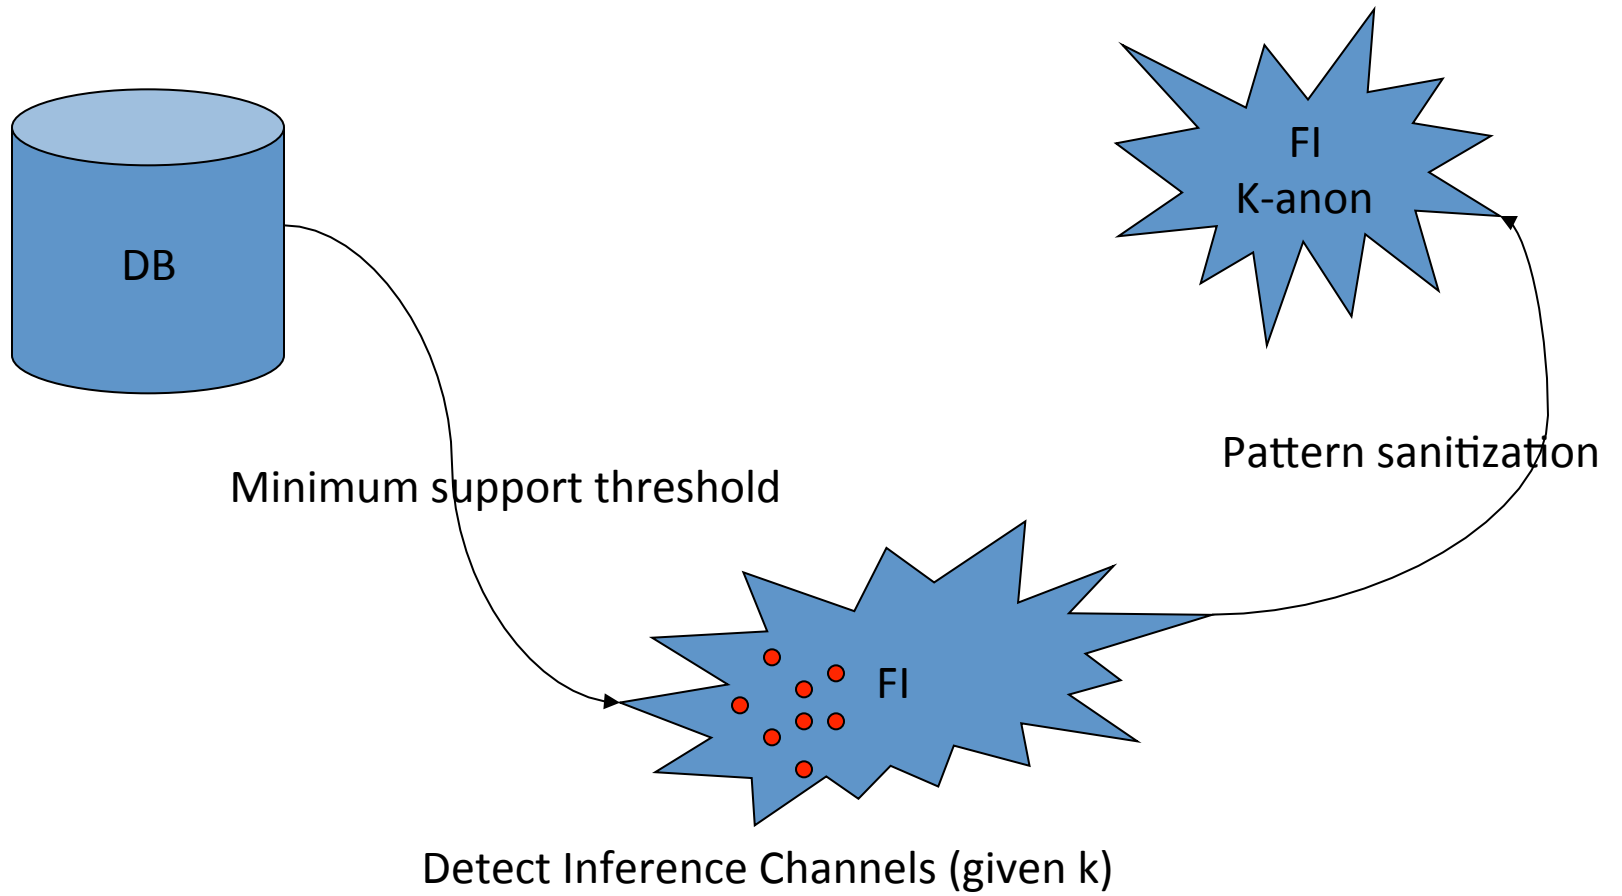 FI
K-anon
DB
Pattern sanitization
Minimum support threshold
FI
Detect Inference Channels (given k)